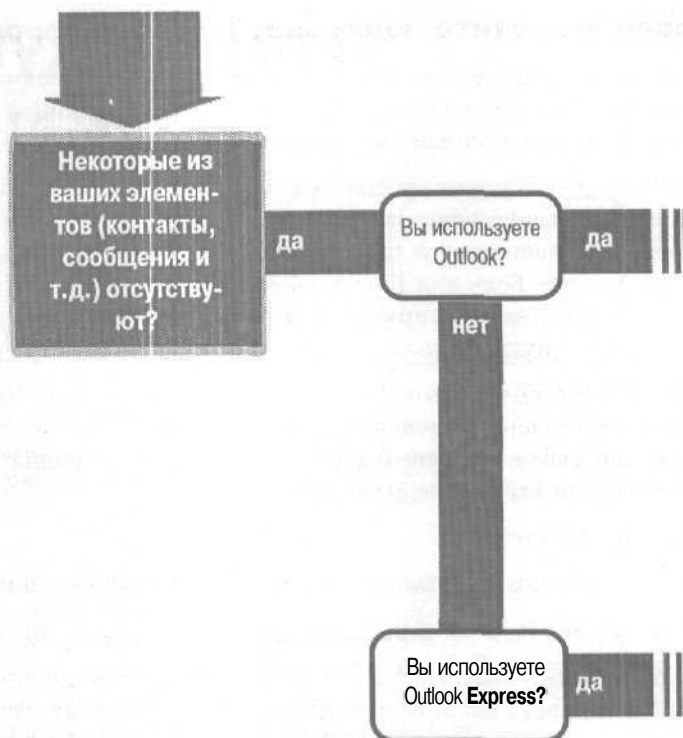 Некоторые из
ваших элемен-
тов (контакты,
сообщения и
т.д.) отсутству-
ют?
да
Вы используете
Outlook?
да
нет
Вы используете
Outlook Express?
да